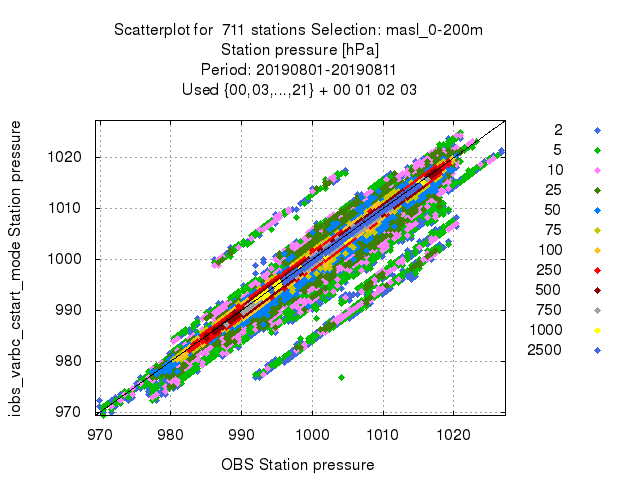 Scatterplot for 711 stations Selection: masl_0-200m
Station pressure [hPa]
Period: 20190801-20190811
Used {00,03,...,21} + 00 01 02 03
iobs_varbc_cstart_mode Station pressure
1020
1010
1000
990
980
970
970 980 990 1000 1010 1020
OBS Station pressure
2
5
10
25
50
75
100
250
500
750
1000
2500